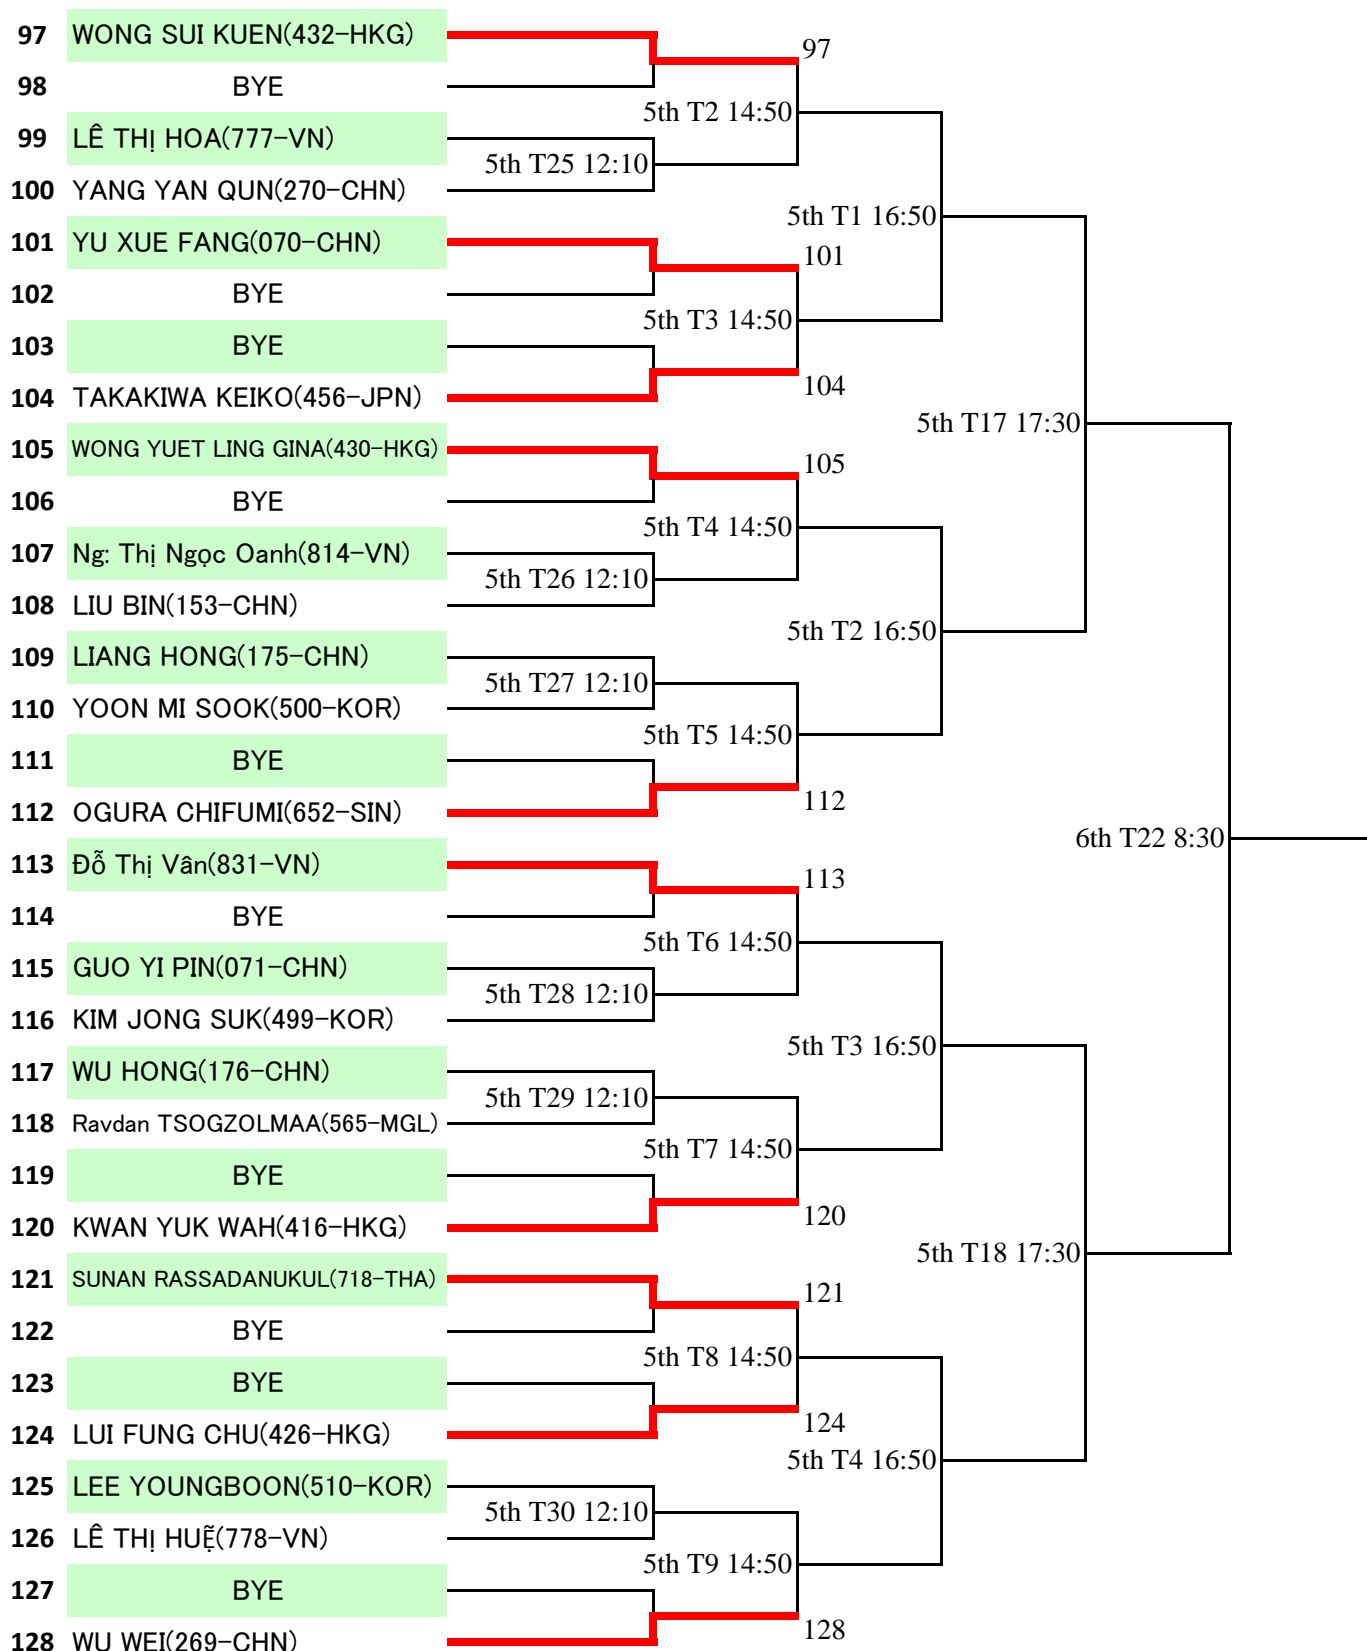 97 WONG SUI KUEN(432-HKG)
97
98 BYE
5th T2 14:50
99 LÊ THỊ HOA(777-VN)
5th T25 12:10
100 YANG YAN QUN(270-CHN)
5th T1 16:50
101 YU XUE FANG(070-CHN)
101
102 BYE
5th T3 14:50
103 BYE
104
104 TAKAKIWA KEIKO(456-JPN)
5th T17 17:30
105 WONG YUET LING GINA(430-HKG)
105
106 BYE
5th T4 14:50
107 Ng: Thị Ngọc Oanh(814-VN)
5th T26 12:10
108 LIU BIN(153-CHN)
5th T2 16:50
109 LIANG HONG(175-CHN)
5th T27 12:10
110 YOON MI SOOK(500-KOR)
5th T5 14:50
111 BYE
112
112 OGURA CHIFUMI(652-SIN)
6th T22 8:30
113 Đỗ Thị Vân(831-VN)
113
114 BYE
5th T6 14:50
115 GUO YI PIN(071-CHN)
5th T28 12:10
116 KIM JONG SUK(499-KOR)
5th T3 16:50
117 WU HONG(176-CHN)
5th T29 12:10
118 Ravdan TSOGZOLMAA(565-MGL)
5th T7 14:50
119 BYE
120
120 KWAN YUK WAH(416-HKG)
5th T18 17:30
121 SUNAN RASSADANUKUL(718-THA)
121
122 BYE
5th T8 14:50
123 BYE
124
124 LUI FUNG CHU(426-HKG)
5th T4 16:50
125 LEE YOUNGBOON(510-KOR)
5th T30 12:10
126 LÊ THỊ HUẸ̃(778-VN)
5th T9 14:50
127 BYE
128
128 WU WEI(269-CHN)